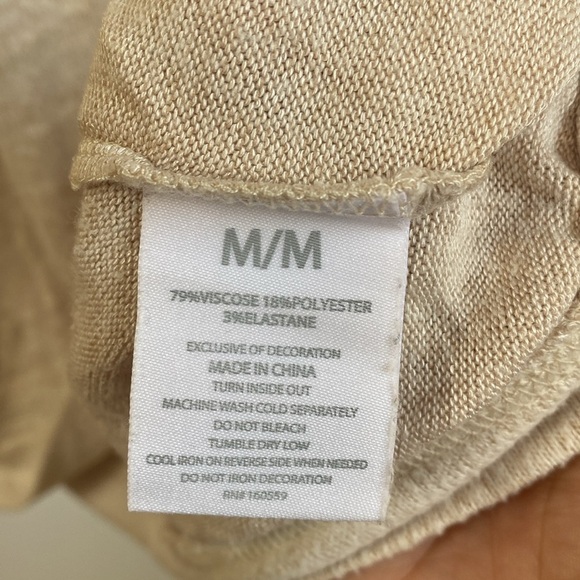 M/M
79%VISCOSE 18%POLYESTER
3%ELASTANE
EXCLUSIVE OF DECORATION
MADE IN CHINA
TURN INSIDE OUT
MACHINE WASH COLD SEPARATELY
DO NOT BLEACH
TUMBLE DRY LOW
COOL IRON ON REVERSE SIDE WHEN NEEDED
DO NOT IRON DECORATION
RN# 160559